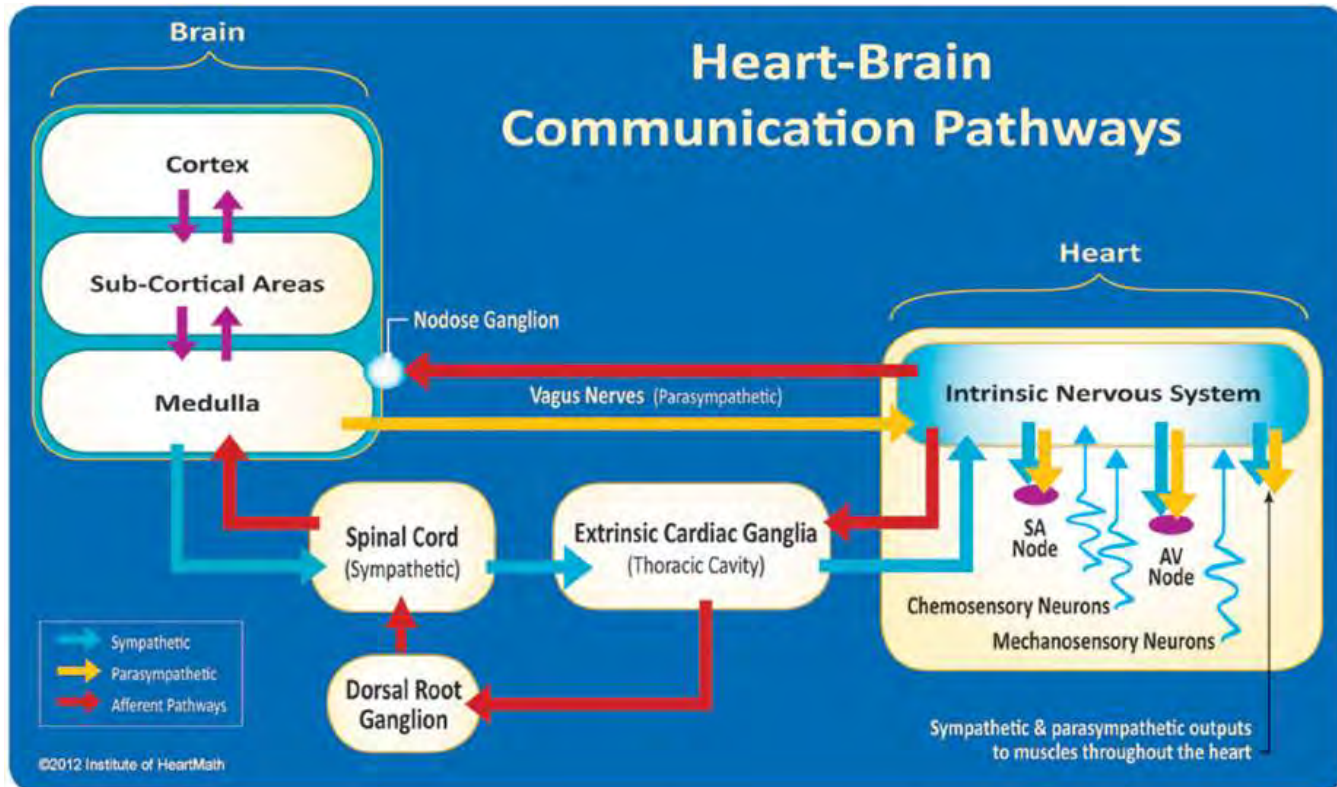 Brain
Heart-Brain
Communication Pathways
Cortex
Sub-Cortical Areas
Medulla
Nodose Ganglion
Vagus Nerves (Parasympathetic)
Heart
Intrinsic Nervous System
SA
Node
AV
Node
Chemosensory Neurons
Mechanosensory Neurons
Spinal Cord
(Sympathetic)
Extrinsic Cardiac Ganglia
(Thoracic Cavity)
Dorsal Root
Ganglion
Sympathetic
Parasympathetic
Afferent Pathways
Sympathetic & parasympathetic outputs
to muscles throughout the heart
©2012 Institute of HeartMath